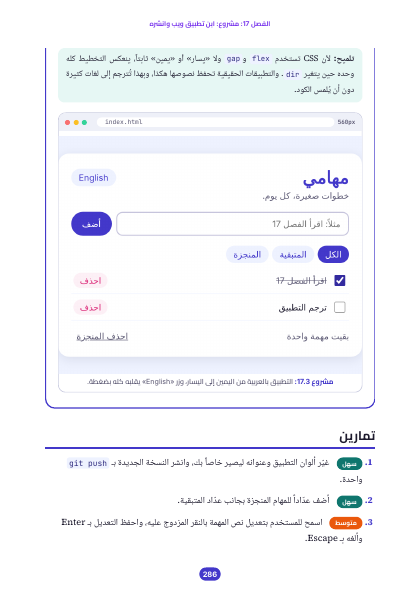 الفصل 17: مشروع: ابن تطبيق ويب وانشره
تلميح: لأن CSS تستخدم flex و gap ولا «يسار» أو «يمين» ثابتاً، ينعكس التخطيط كله
وحده حين يتغير dir. والتطبيقات الحقيقية تحفظ نصوصها هكذا، وبهذا تُترجم إلى لغات كثيرة
دون أن يُلمس الكود.
index.html
560px
مهامي
English
خطوات صغيرة، كل يوم.
مثلاً: اقرأ الفصل 17
أضف
الكل
المتبقية
المنجزة
اقرأ الفصل 17
احذف
ترجم التطبيق
احذف
بقيت مهمة واحدة
احذف المنجزة
مشروع 17.3: التطبيق بالعربية من اليمين إلى اليسار، وزر «English» يقلبه كله بضغطة.
تمارين
1. سهل غيّر ألوان التطبيق وعنوانه ليصير خاصاً بك، وانشر النسخة الجديدة بـ git push
واحدة.
2. سهل أضف عدّاداً للمهام المنجزة بجانب عدّاد المتبقية.
3. متوسط اسمح للمستخدم بتعديل نص المهمة بالنقر المزدوج عليه، واحفظ التعديل بـ Enter
وألغه بـ Escape.
286